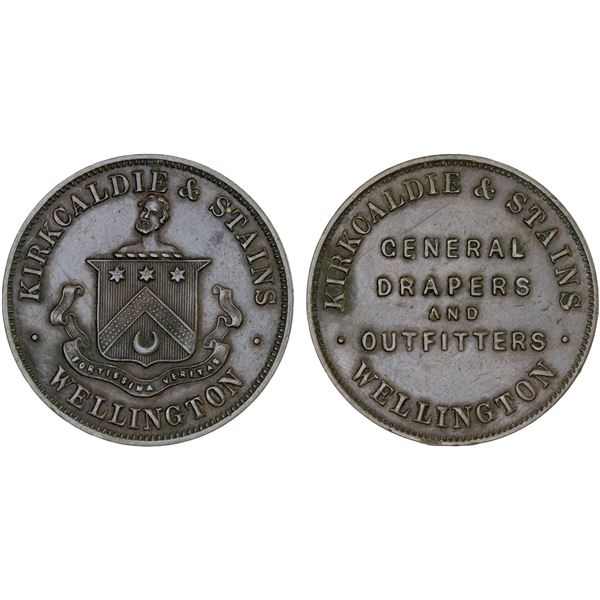 KIRKCALDIE & STAINS
FORTISSIMA VERITAS
· WELLINGTON ·
KIRKCALDIE & STAINS
GENERAL
DRAPERS
AND
OUTFITTERS
· WELLINGTON ·